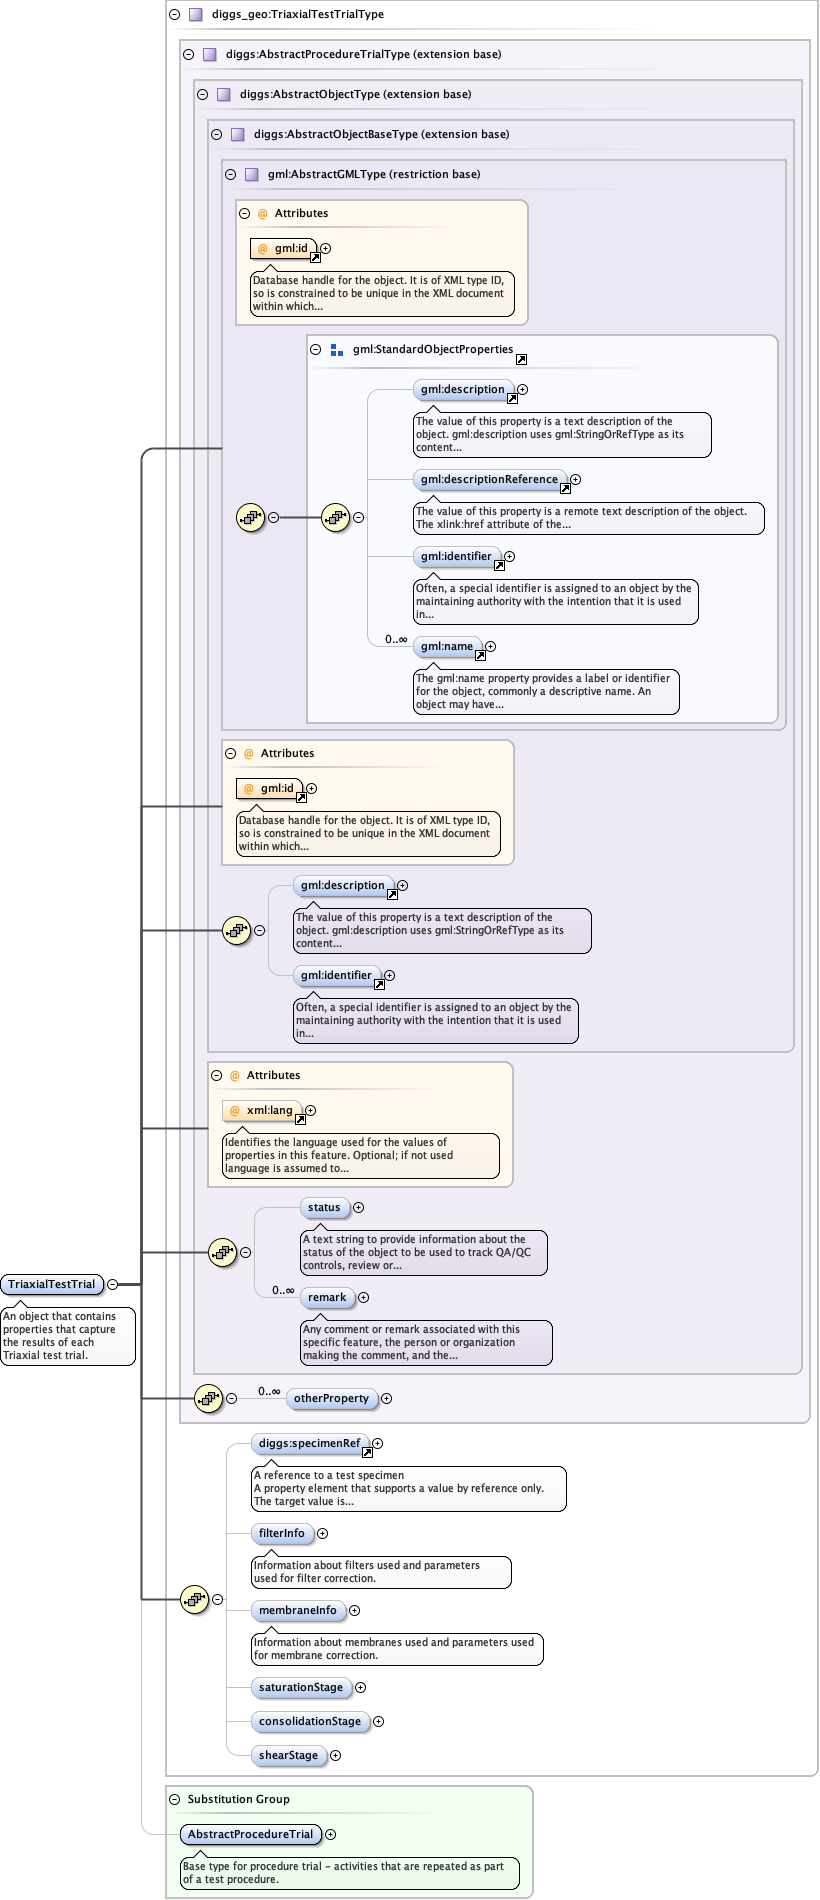 diggs_geo:TriaxialTestTrialType
diggs:AbstractProcedureTrialType (extension base)
diggs:AbstractObjectType (extension base)
diggs:AbstractObjectBaseType (extension base)
gml:AbstractGMLType (restriction base)
@ Attributes
@ gml:id
Database handle for the object. It is of XML type ID,
so is constrained to be unique in the XML document
within which...
gml:StandardObjectProperties
gml:description
The value of this property is a text description of the
object. gml:description uses gml:StringOrRefType as its
content...
gml:descriptionReference
The value of this property is a remote text description of the object.
The xlink:href attribute of the...
gml:identifier
Often, a special identifier is assigned to an object by the
maintaining authority with the intention that it is used
in...
0..∞
gml:name
The gml:name property provides a label or identifier
for the object, commonly a descriptive name. An
object may have...
@ Attributes
@ gml:id
Database handle for the object. It is of XML type ID,
so is constrained to be unique in the XML document
within which...
gml:description
The value of this property is a text description of the
object. gml:description uses gml:StringOrRefType as its
content...
gml:identifier
Often, a special identifier is assigned to an object by the
maintaining authority with the intention that it is used
in...
@ Attributes
@ xml:lang
Identifies the language used for the values of
properties in this feature. Optional; if not used
language is assumed to...
status
A text string to provide information about the
status of the object to be used to track QA/QC
controls, review or...
0..∞
remark
Any comment or remark associated with this
specific feature, the person or organization
making the comment, and the...
TriaxialTestTrial
An object that contains
properties that capture
the results of each
Triaxial test trial.
0..∞
otherProperty
diggs:specimenRef
A reference to a test specimen
A property element that supports a value by reference only.
The target value is...
filterInfo
Information about filters used and parameters
used for filter correction.
membraneInfo
Information about membranes used and parameters used
for membrane correction.
saturationStage
consolidationStage
shearStage
Substitution Group
AbstractProcedureTrial
Base type for procedure trial - activities that are repeated as part
of a test procedure.